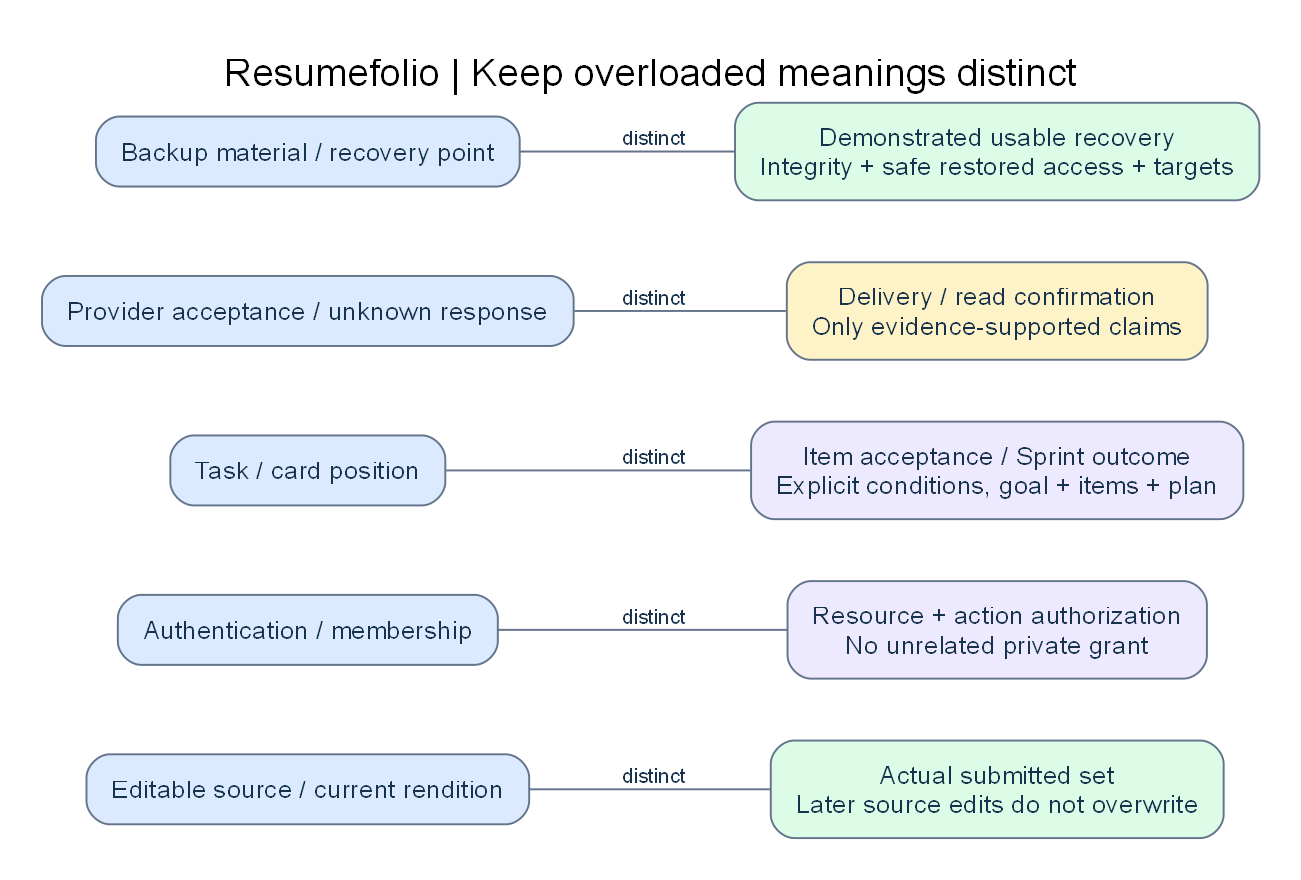 Resumefolio | Keep overloaded meanings distinct
Backup material / recovery point
distinct
Demonstrated usable recovery
Integrity + safe restored access + targets
Provider acceptance / unknown response
distinct
Delivery / read confirmation
Only evidence-supported claims
Task / card position
distinct
Item acceptance / Sprint outcome
Explicit conditions, goal + items + plan
Authentication / membership
distinct
Resource + action authorization
No unrelated private grant
Editable source / current rendition
distinct
Actual submitted set
Later source edits do not overwrite